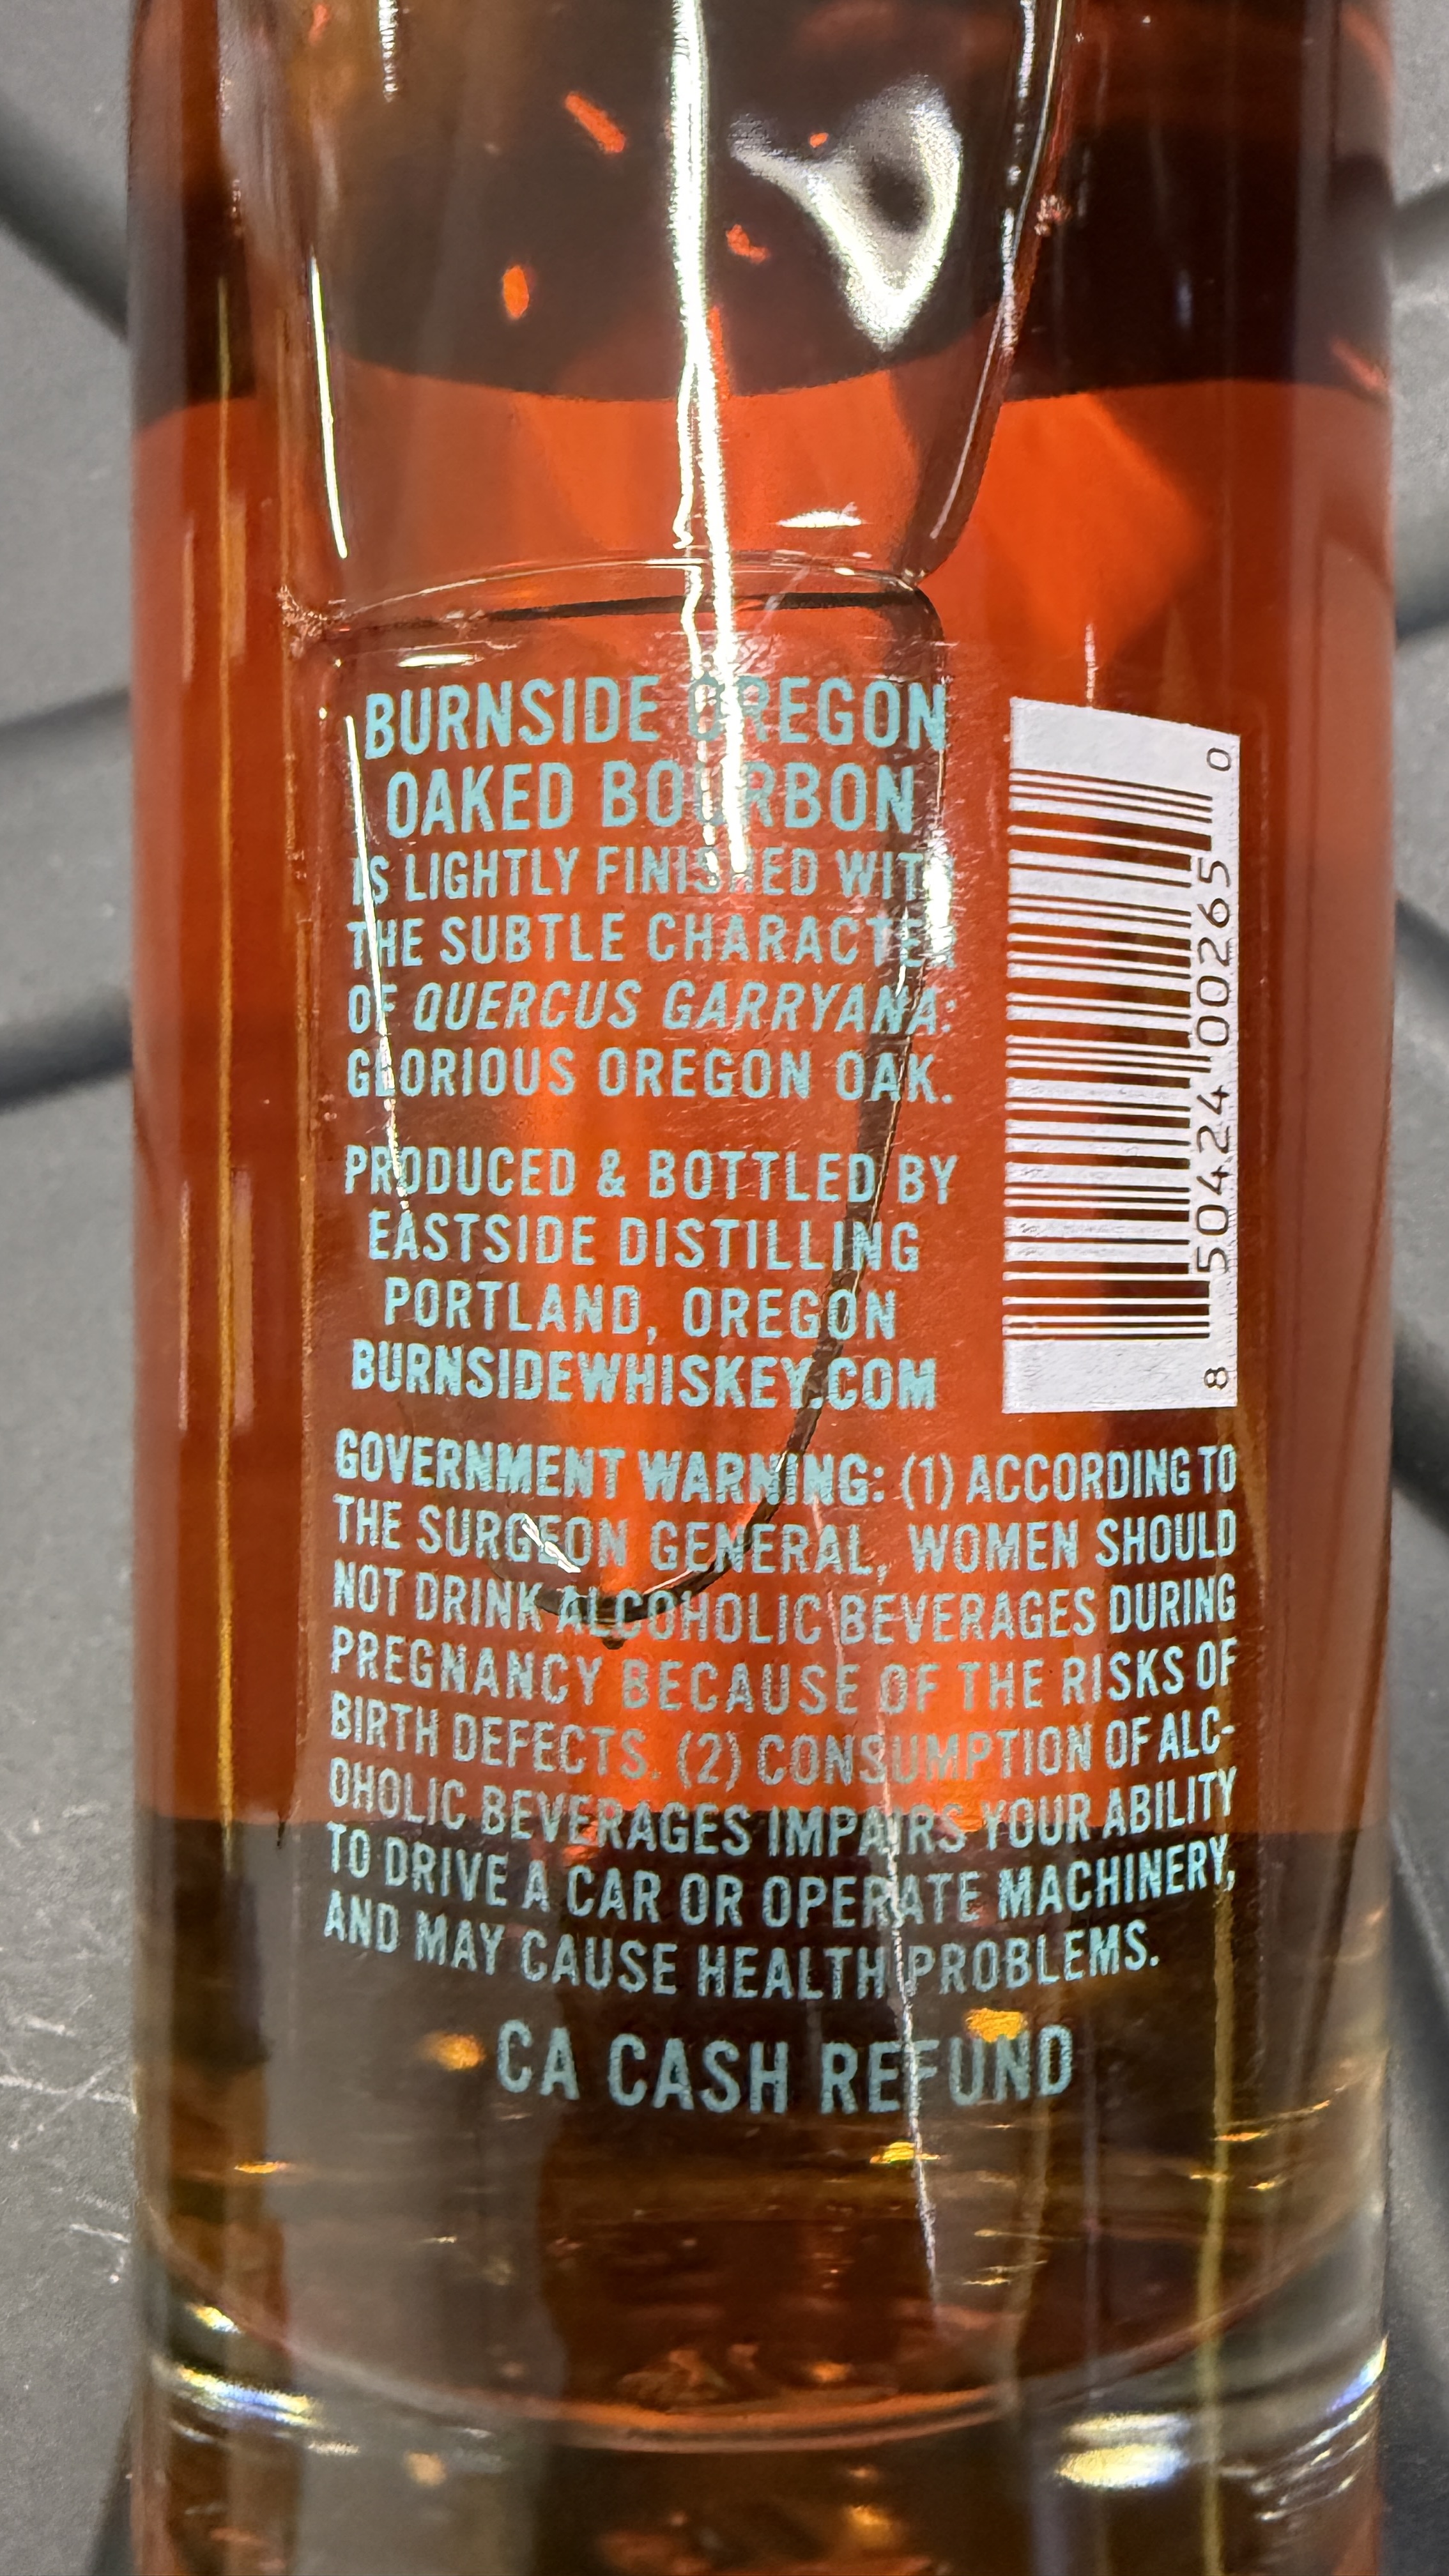 BURNSIDE OREGON
OAKED BOURBON
IS LIGHTLY FINISHED WITH
THE SUBTLE CHARACTER
OF QUERCUS GARRYANA:
GLORIOUS OREGON OAK.
PRODUCED & BOTTLED BY
EASTSIDE DISTILLING
PORTLAND, OREGON
BURNSIDEWHISKEY.COM
8 50424 00265 0
GOVERNMENT WARNING: (1) ACCORDING TO
THE SURGEON GENERAL, WOMEN SHOULD
NOT DRINK ALCOHOLIC BEVERAGES DURING
PREGNANCY BECAUSE OF THE RISKS OF
BIRTH DEFECTS. (2) CONSUMPTION OF ALC-
OHOLIC BEVERAGES IMPAIRS YOUR ABILITY
TO DRIVE A CAR OR OPERATE MACHINERY,
AND MAY CAUSE HEALTH PROBLEMS.
CA CASH REFUND